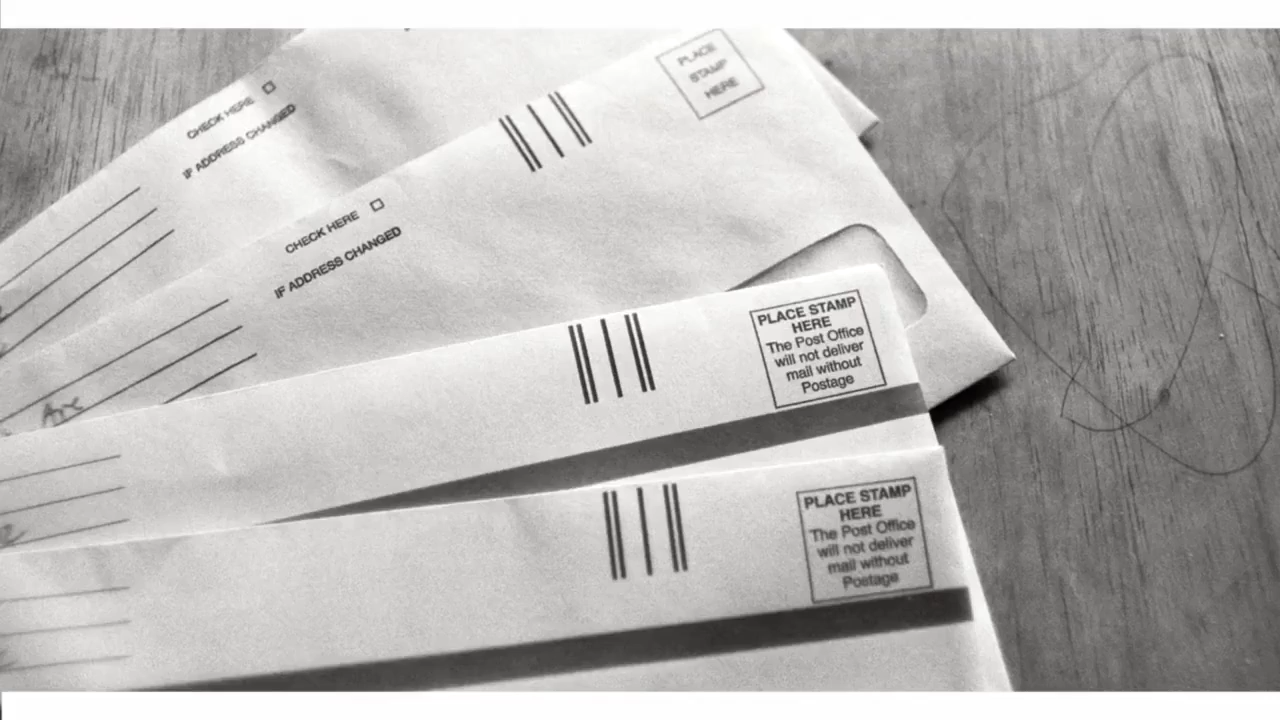 CHECK HERE
IF ADDRESS CHANGED
PLACE
STAMP
HERE
CHECK HERE
IF ADDRESS CHANGED
PLACE STAMP
HERE
The Post Office
will not deliver
mail without
Postage
PLACE STAMP
HERE
The Post Office
will not deliver
mail without
Postage